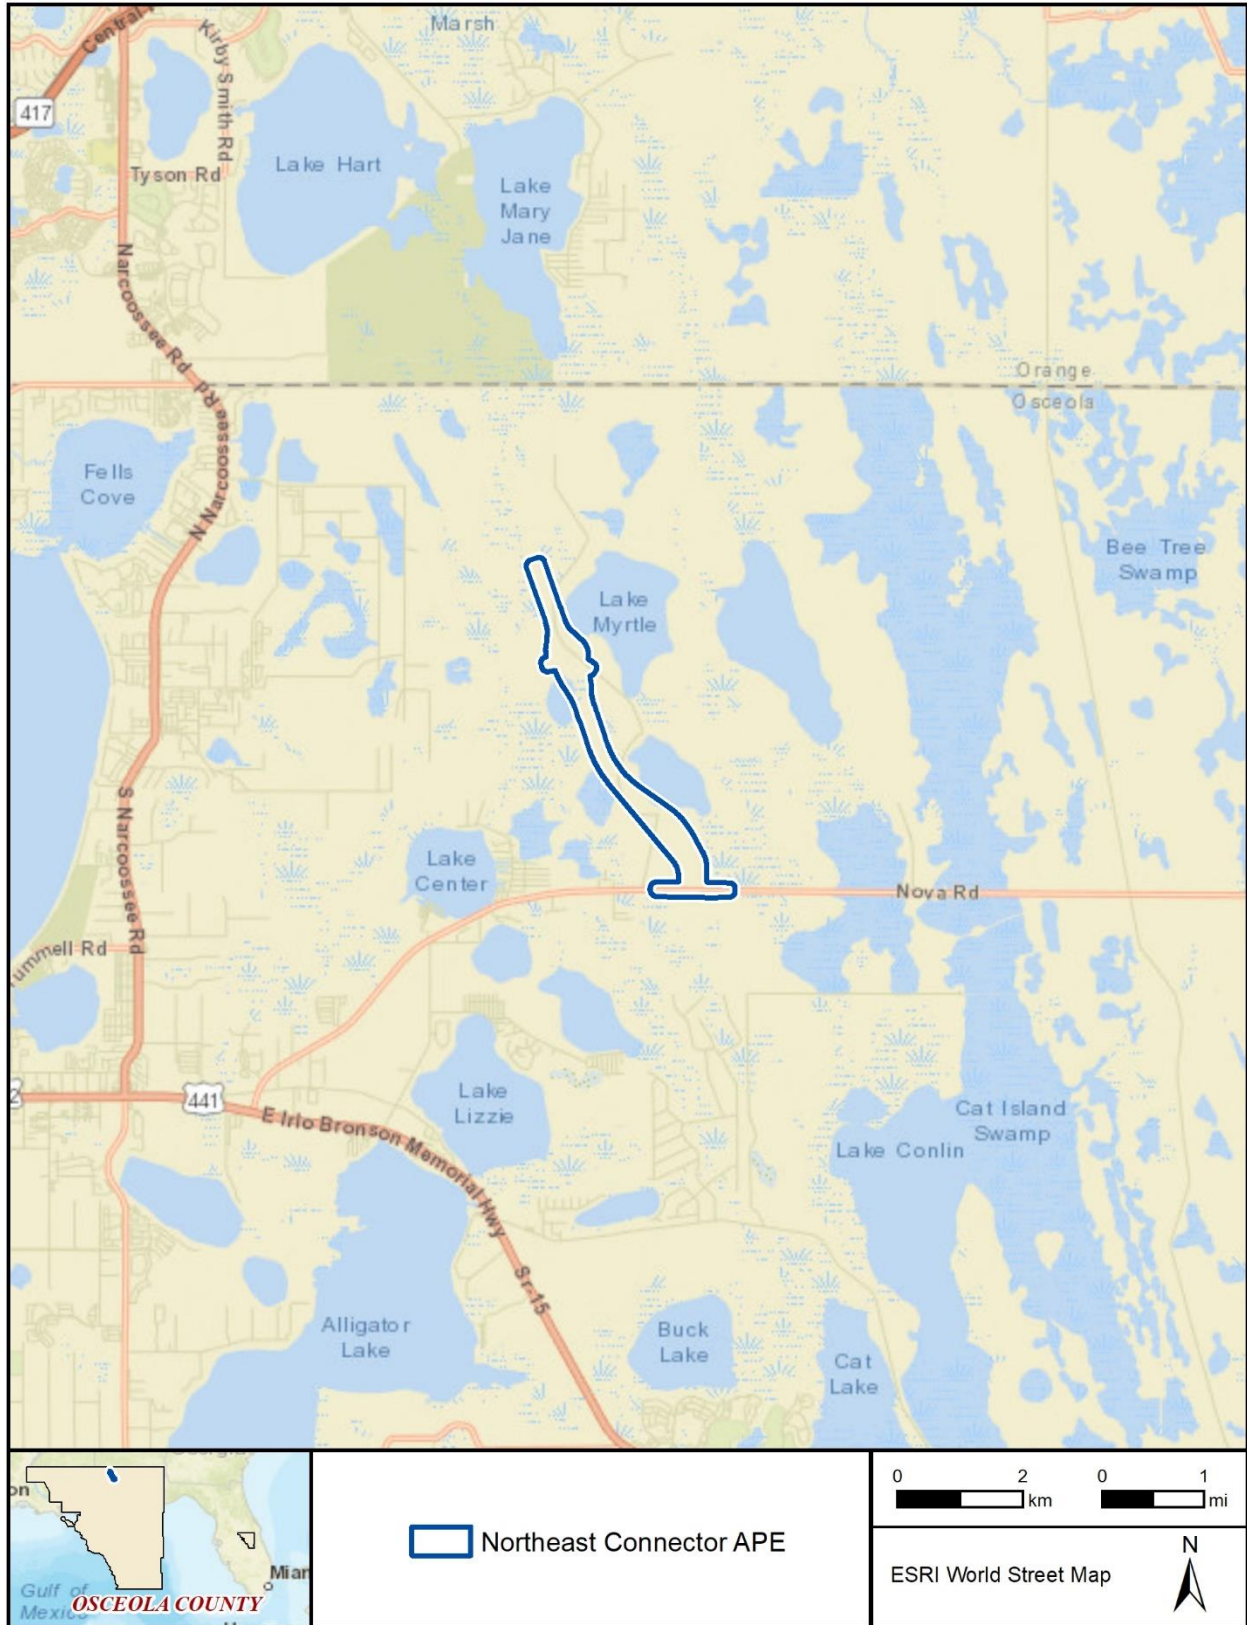 Marsh
Central
Kirby Smith Rd
417
Lake Hart
Tyson Rd
Lake
Mary
Jane
Narcoossee Rd
Orange
Osceola
N Narcoossee Rd
Fells
Cove
Bee Tree
Swamp
Lake
Myrtle
S Narcoossee Rd
Lake
Center
Nova Rd
Rd
441
E Irlo Bronson Memorial Hwy
Lake
Lizzie
Cat Island
Swamp
Lake Conlin
Sr-15
Alligator
Lake
Buck
Lake
Cat
Lake
Gulf of
Mexico
OSCEOLA COUNTY
Northeast Connector APE
0 2
km
0 1
mi
ESRI World Street Map
N